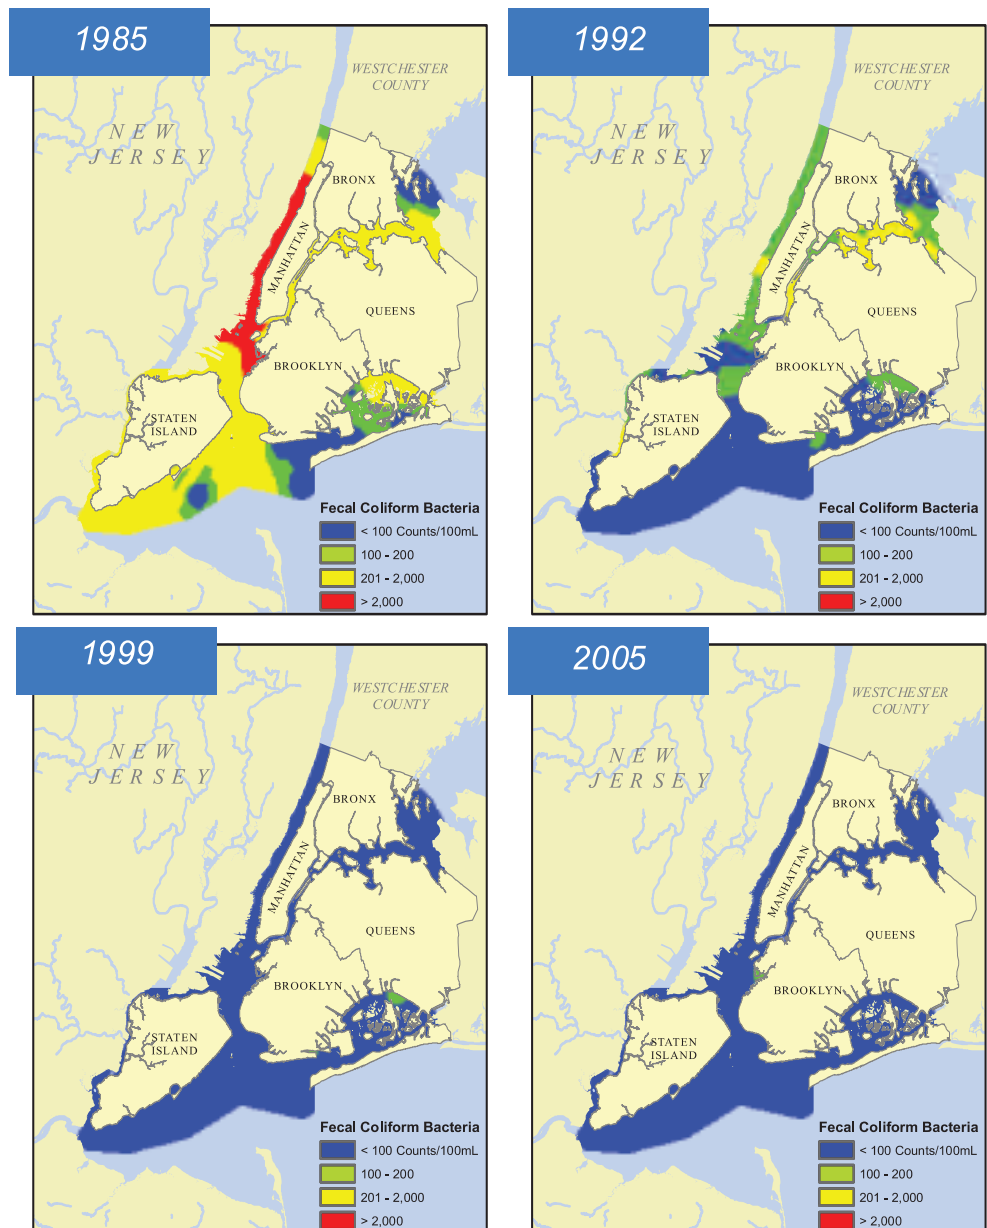 1985
WESTCHESTER
COUNTY
NEW
JERSEY
BRONX
MANHATTAN
QUEENS
BROOKLYN
STATEN
ISLAND
Fecal Coliform Bacteria
< 100 Counts/100mL
100 - 200
201 - 2,000
> 2,000
1992
WESTCHESTER
COUNTY
NEW
JERSEY
BRONX
MANHATTAN
QUEENS
BROOKLYN
STATEN
ISLAND
Fecal Coliform Bacteria
< 100 Counts/100mL
100 - 200
201 - 2,000
> 2,000
1999
WESTCHESTER
COUNTY
NEW
JERSEY
BRONX
MANHATTAN
QUEENS
BROOKLYN
STATEN
ISLAND
Fecal Coliform Bacteria
< 100 Counts/100mL
100 - 200
201 - 2,000
> 2,000
2005
WESTCHESTER
COUNTY
NEW
JERSEY
BRONX
MANHATTAN
QUEENS
BROOKLYN
STATEN
ISLAND
Fecal Coliform Bacteria
< 100 Counts/100mL
100 - 200
201 - 2,000
> 2,000